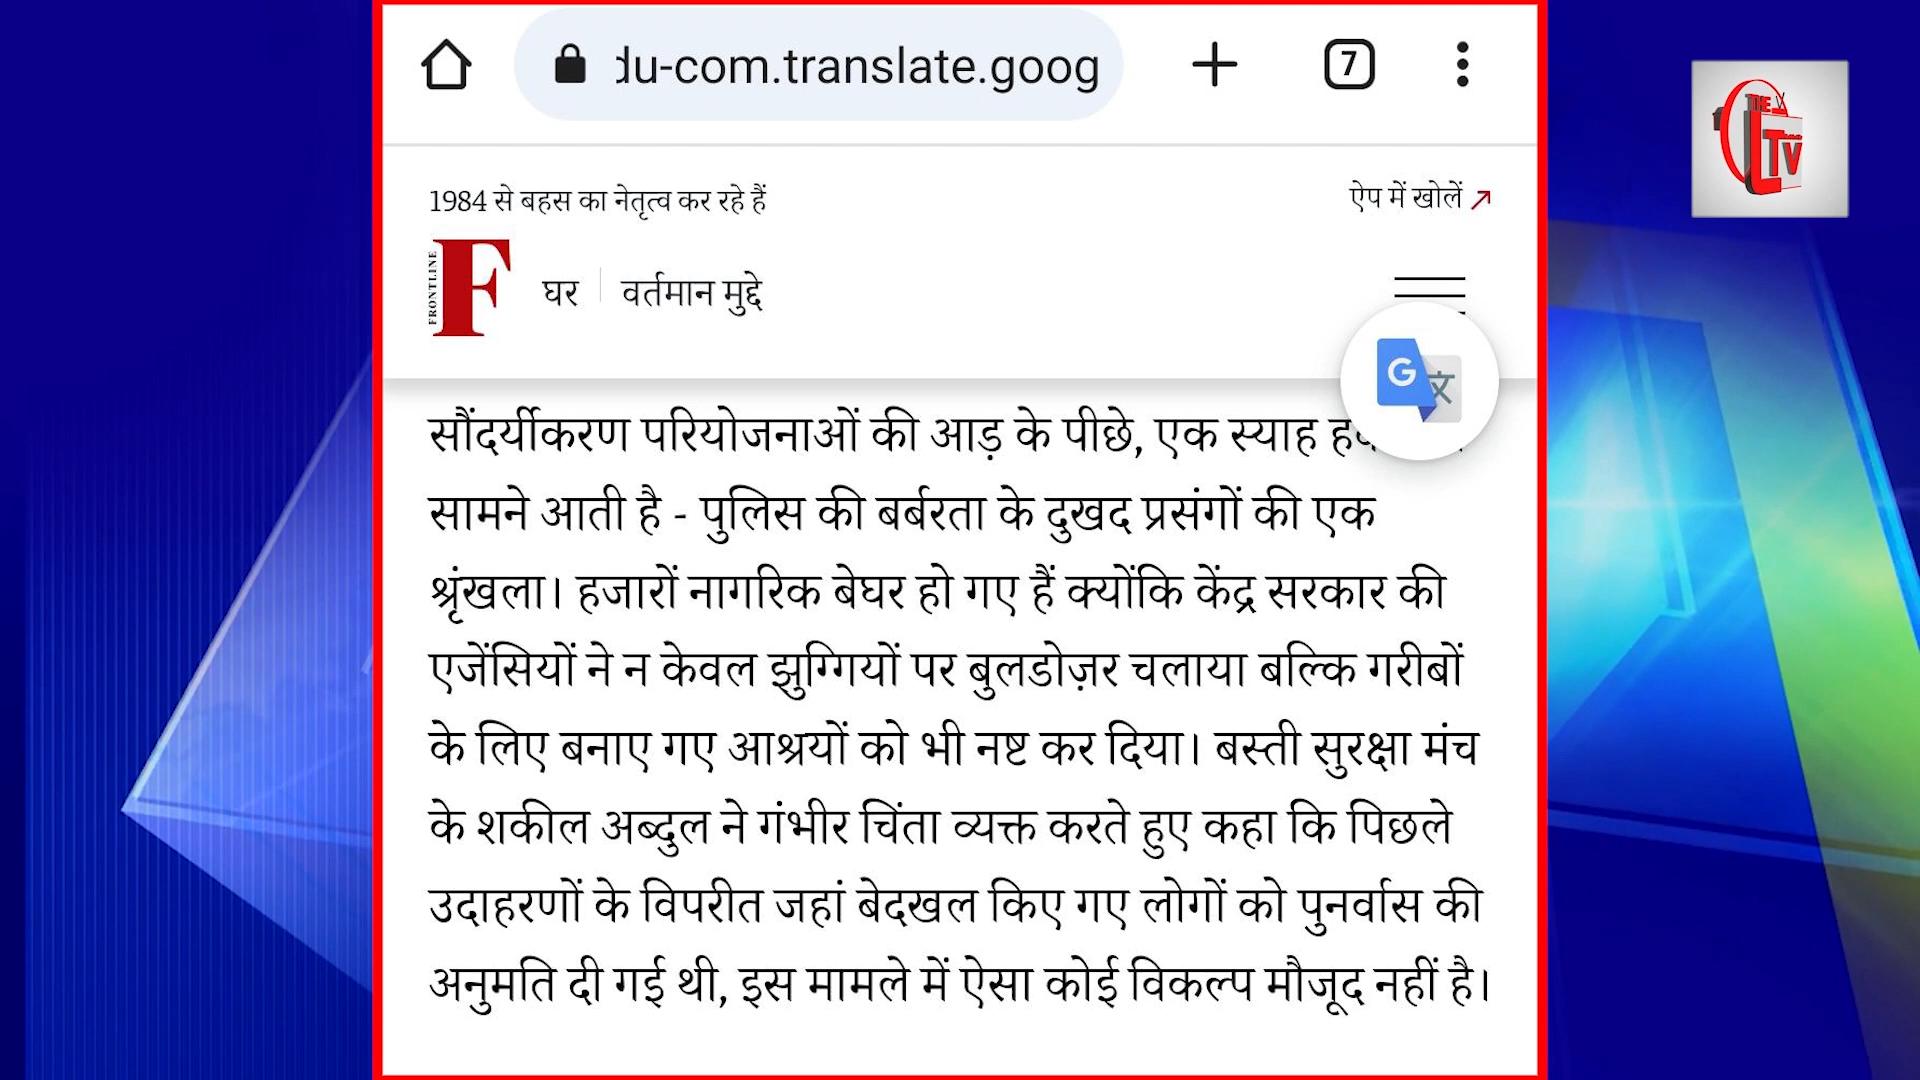 du-com.translate.goog
7
1984 से बहस का नेतृत्व कर रहे हैं
ऐप में खोलें
FRONTLINE
F
घर
वर्तमान मुद्दे
G
文
सौंदर्यीकरण परियोजनाओं की आड़ के पीछे, एक स्याह
सामने आती है - पुलिस की बर्बरता के दुखद प्रसंगों की एक
श्रृंखला। हजारों नागरिक बेघर हो गए हैं क्योंकि केंद्र सरकार की
एजेंसियों ने न केवल झुग्गियों पर बुलडोज़र चलाया बल्कि गरीबों
के लिए बनाए गए आश्रयों को भी नष्ट कर दिया। बस्ती सुरक्षा मंच
के शकील अब्दुल ने गंभीर चिंता व्यक्त करते हुए कहा कि पिछले
उदाहरणों के विपरीत जहां बेदखल किए गए लोगों को पुनर्वास की
अनुमति दी गई थी, इस मामले में ऐसा कोई विकल्प मौजूद नहीं है।
THE
TV